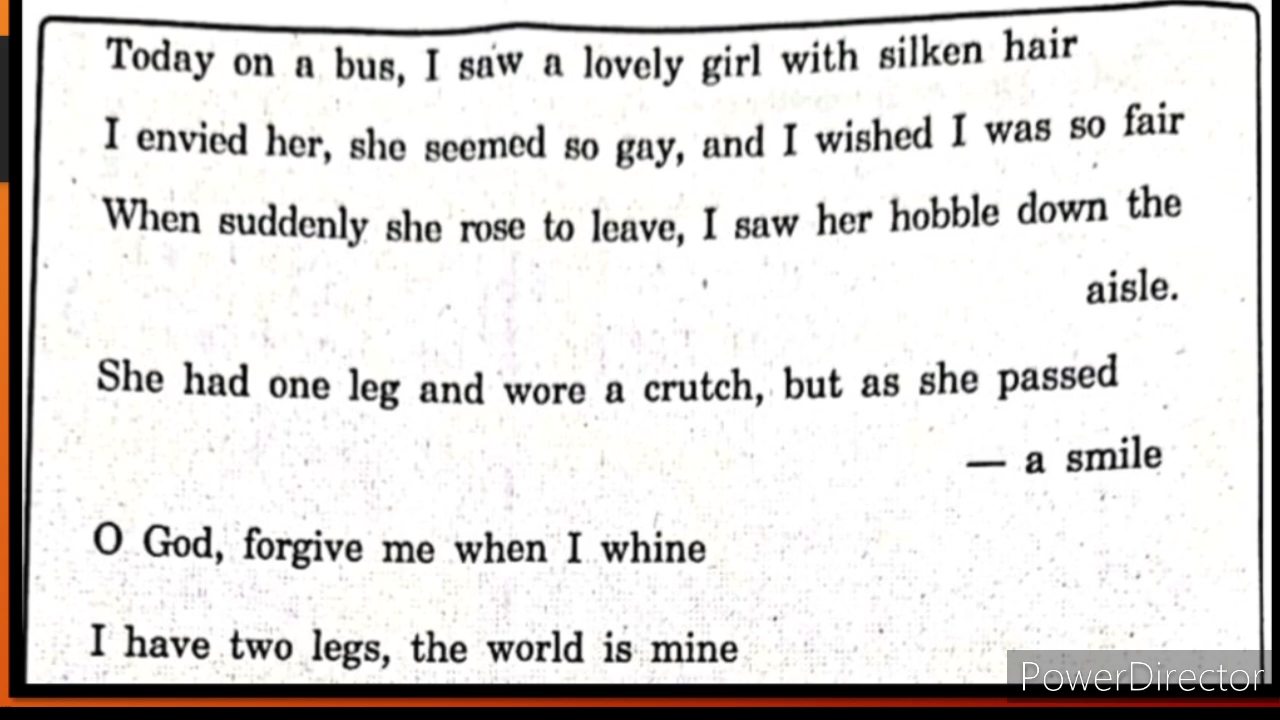 Today on a bus, I saw a lovely girl with silken hair
I envied her, she seemed so gay, and I wished I was so fair
When suddenly she rose to leave, I saw her hobble down the
aisle.
She had one leg and wore a crutch, but as she passed
— a smile
O God, forgive me when I whine
I have two legs, the world is mine
PowerDirector